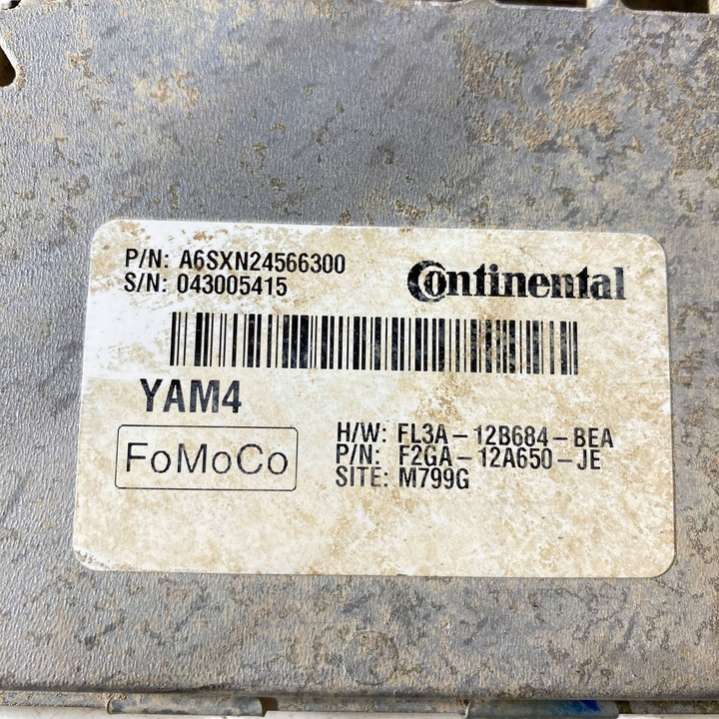 P/N: A6SXN24566300
S/N: 043005415
Continental
YAM4
FoMoCo
H/W: FL3A-12B684-BEA
P/N: F2GA-12A650-JE
SITE: M799G